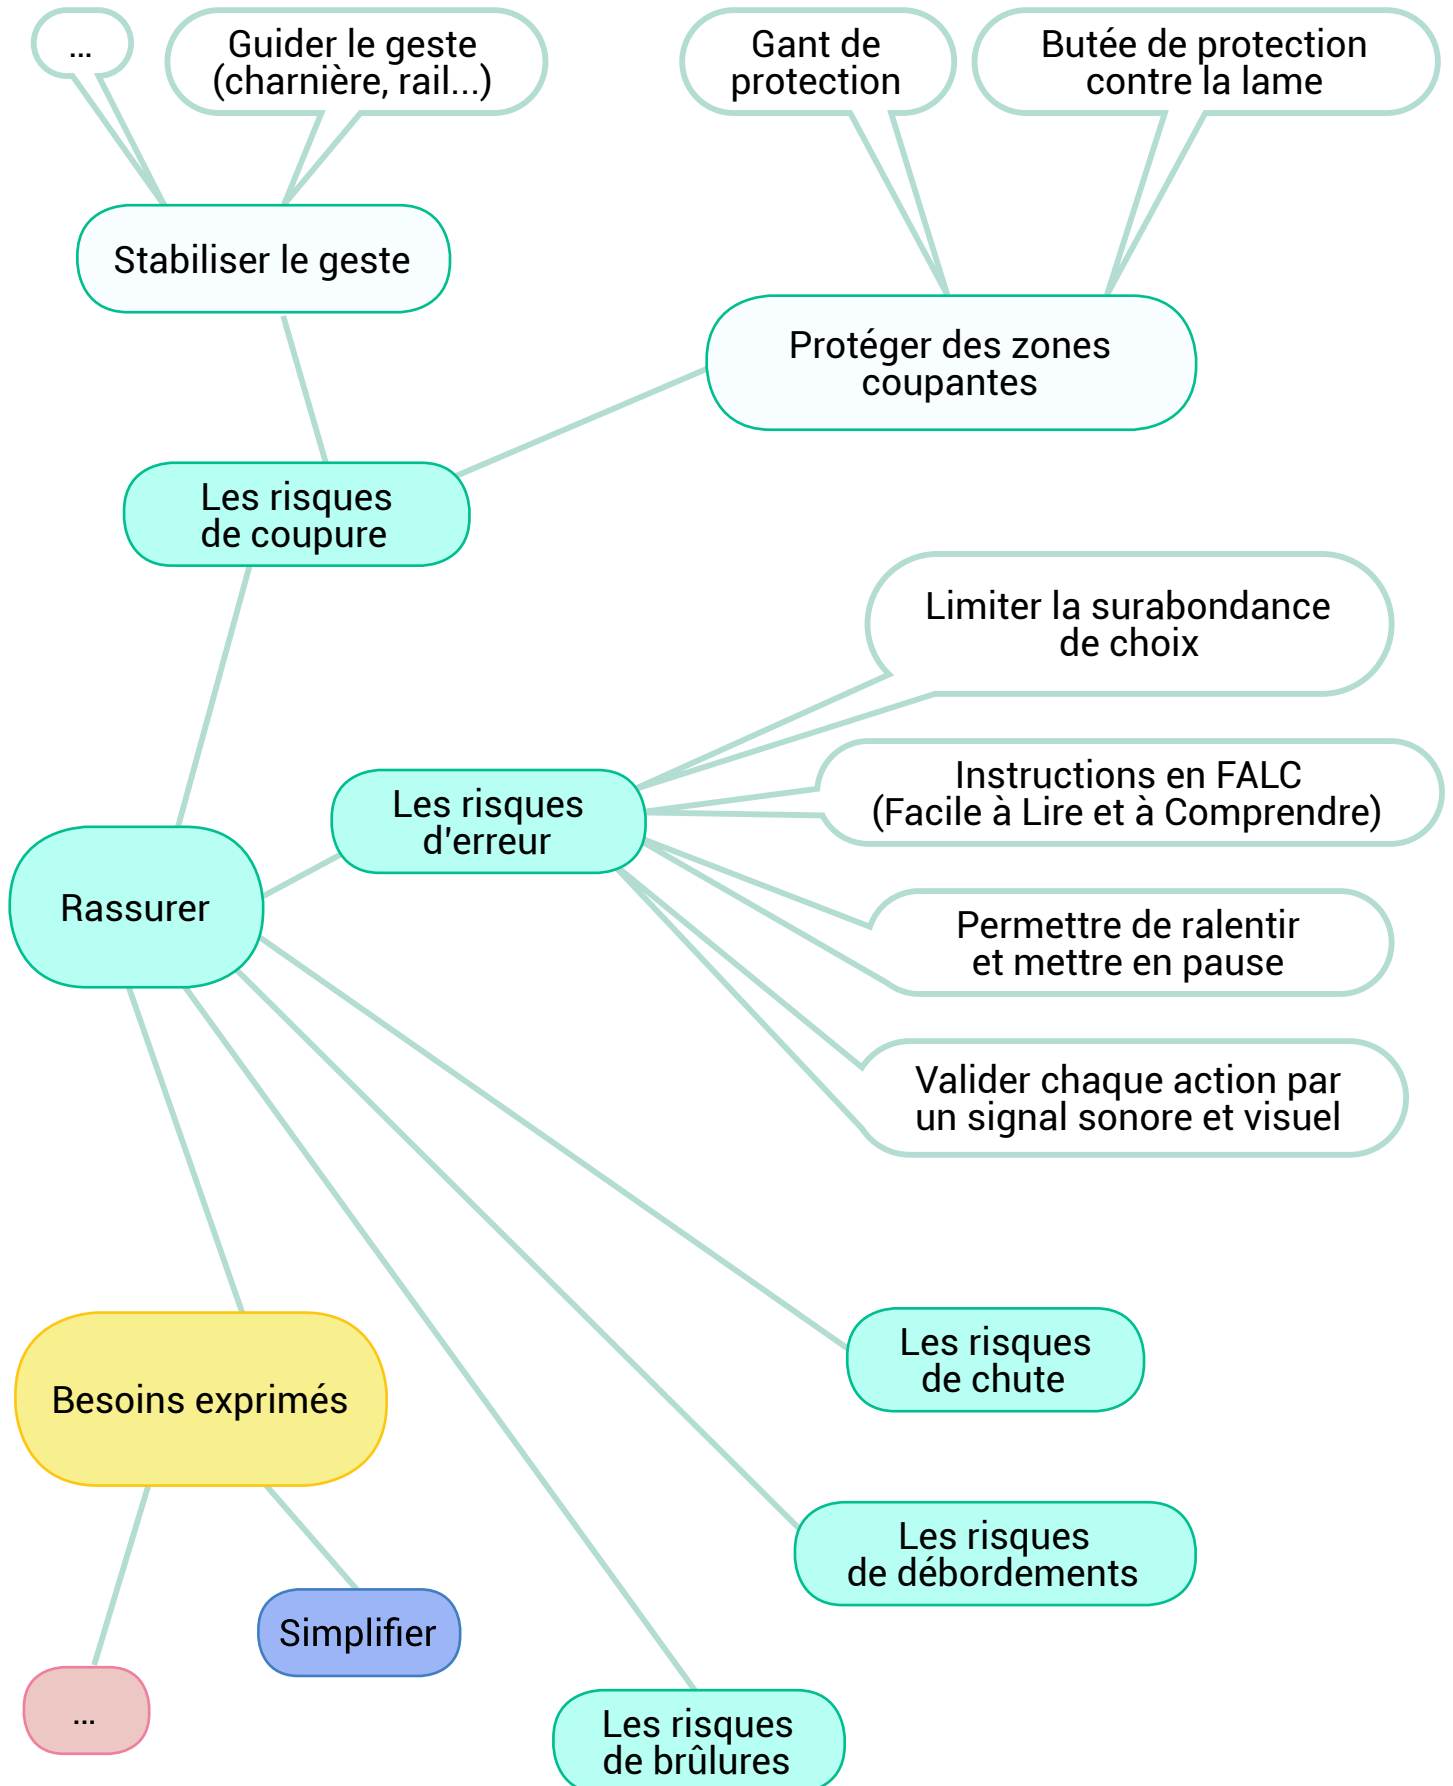 ...
Guider le geste
(charnière, rail...)
Gant de
protection
Butée de protection
contre la lame
Stabiliser le geste
Protéger des zones
coupantes
Les risques
de coupure
Limiter la surabondance
de choix
Instructions en FALC
(Facile à Lire et à Comprendre)
Les risques
d'erreur
Rassurer
Permettre de ralentir
et mettre en pause
Valider chaque action par
un signal sonore et visuel
Les risques
de chute
Besoins exprimés
Les risques
de débordements
Simplifier
...
Les risques
de brûlures